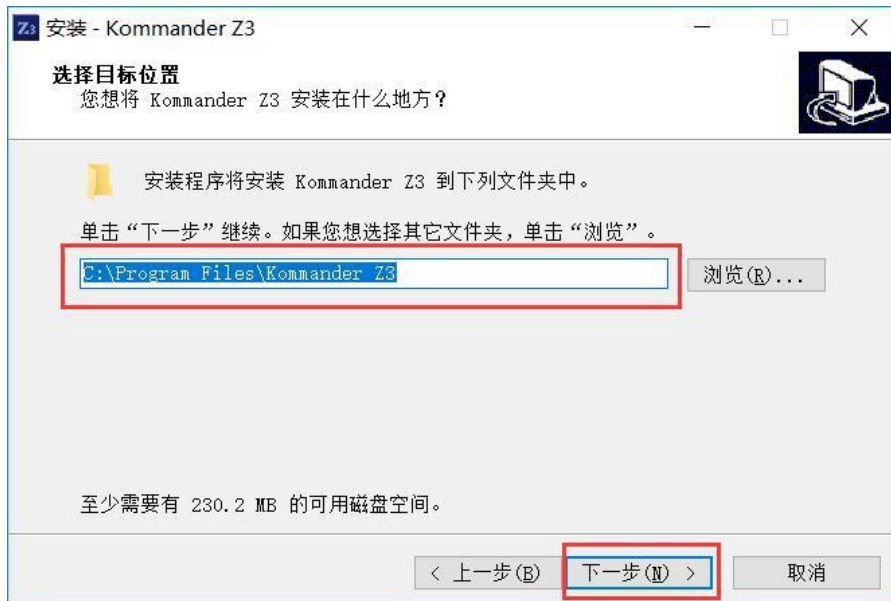 Z3 安装 - Kommander Z3
选择目标位置
您想将 Kommander Z3 安装在什么地方？
安装程序将安装 Kommander Z3 到下列文件夹中。
单击“下一步”继续。如果您想选择其它文件夹，单击“浏览”。
C:\Program Files\Kommander Z3
浏览(R)...
至少需要有 230.2 MB 的可用磁盘空间。
< 上一步(B) 下一步(N) > 取消